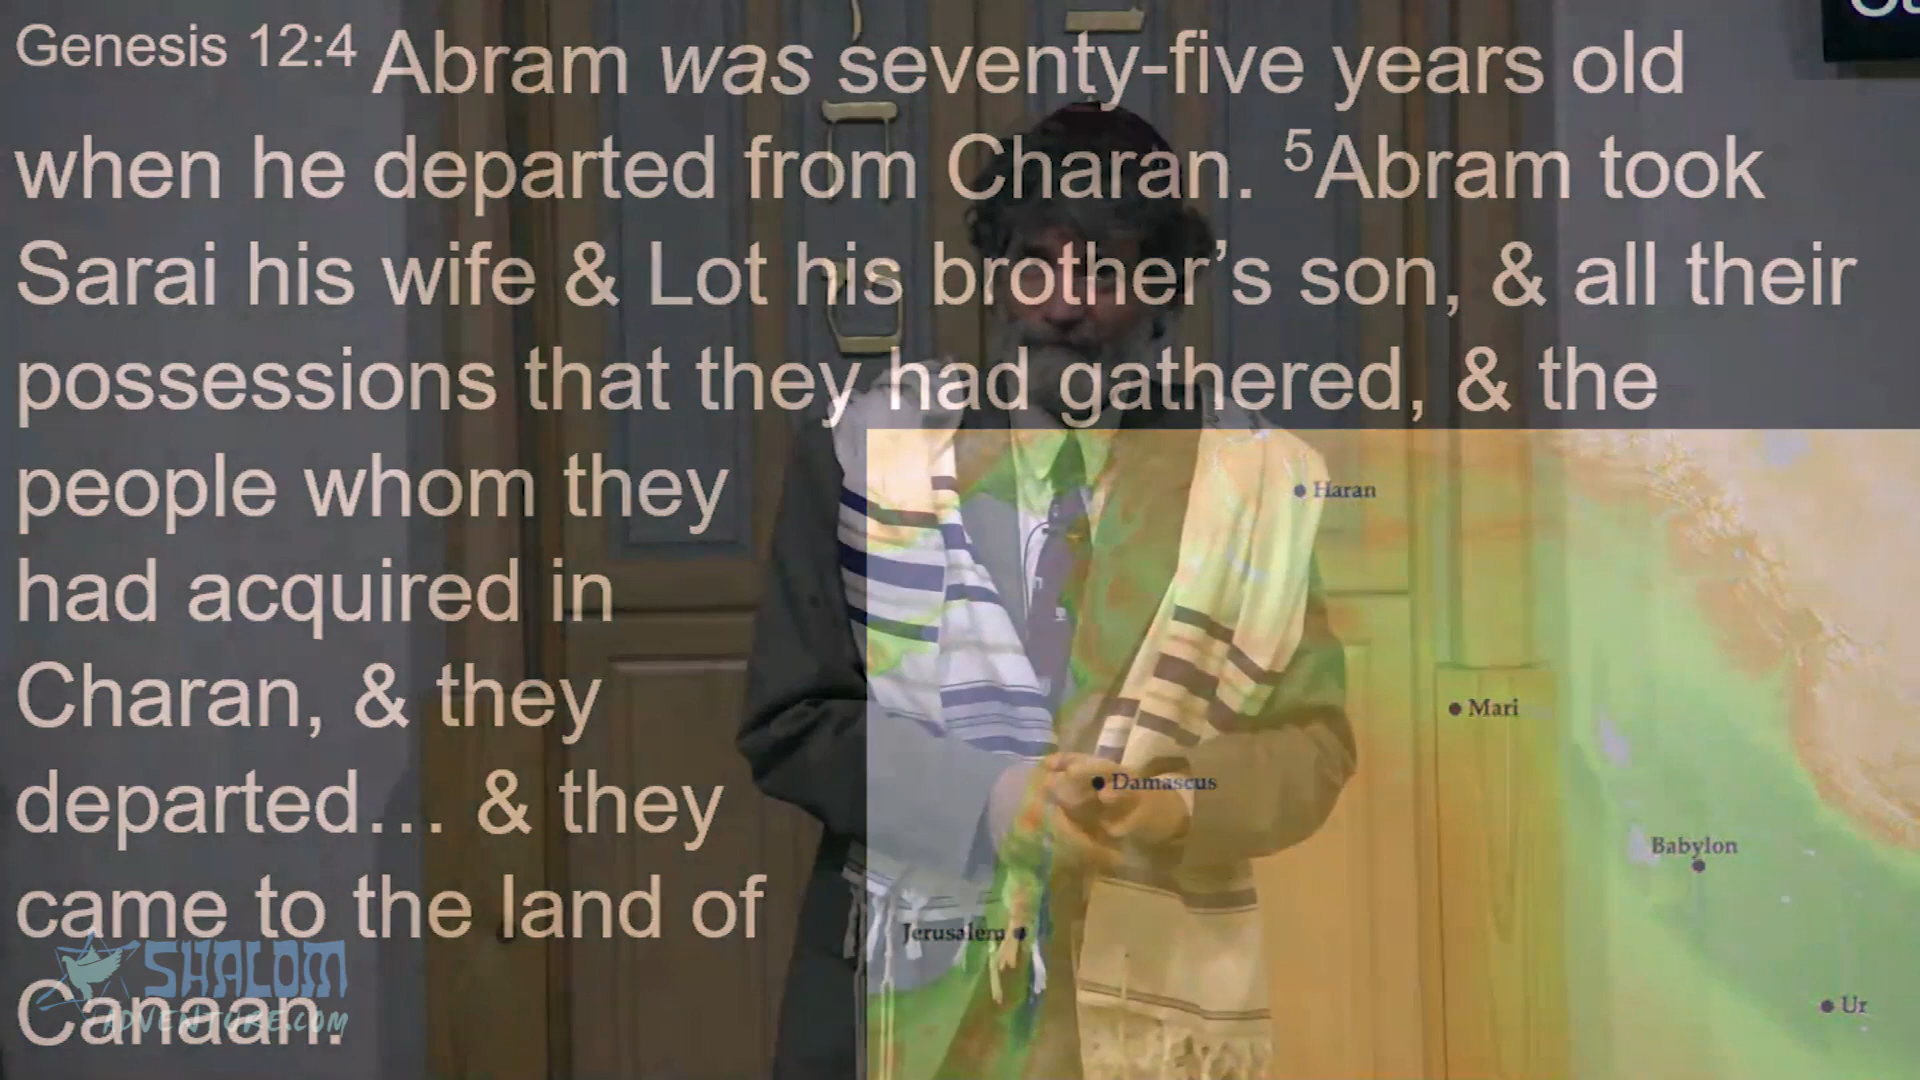 Genesis 12:4 Abram was seventy-five years old
when he departed from Charan. 5Abram took
Sarai his wife & Lot his brother’s son, & all their
possessions that they had gathered, & the
people whom they
had acquired in
Charan, & they
departed… & they
came to the land of
Canaan.
Haran
Mari
Damascus
Babylon
Jerusalem
Ur
SHALOM
ADVENTURE.COM